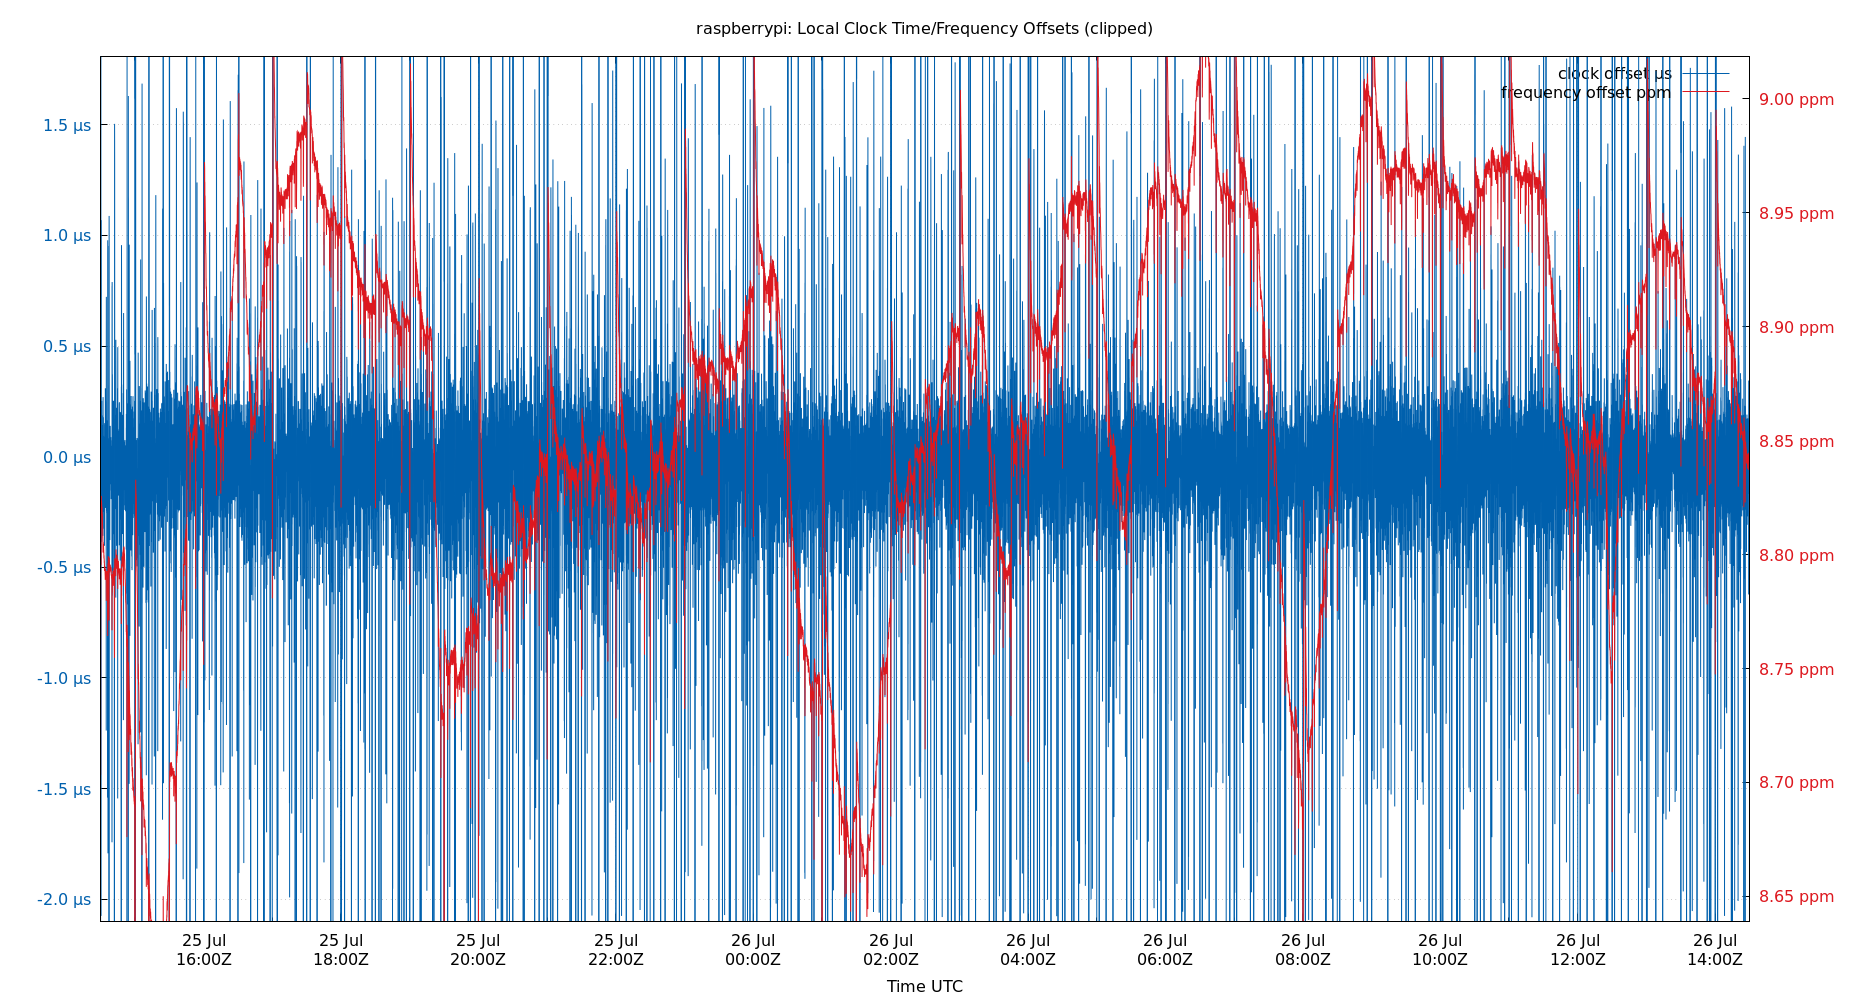 raspberrypi: Local Clock Time/Frequency Offsets (clipped)
clock offset µs
frequency offset ppm
1.5 µs
1.0 µs
0.5 µs
0.0 µs
-0.5 µs
-1.0 µs
-1.5 µs
-2.0 µs
9.00 ppm
8.95 ppm
8.90 ppm
8.85 ppm
8.80 ppm
8.75 ppm
8.70 ppm
8.65 ppm
25 Jul
16:00Z
25 Jul
18:00Z
25 Jul
20:00Z
25 Jul
22:00Z
26 Jul
00:00Z
26 Jul
02:00Z
26 Jul
04:00Z
26 Jul
06:00Z
26 Jul
08:00Z
26 Jul
10:00Z
26 Jul
12:00Z
26 Jul
14:00Z
Time UTC